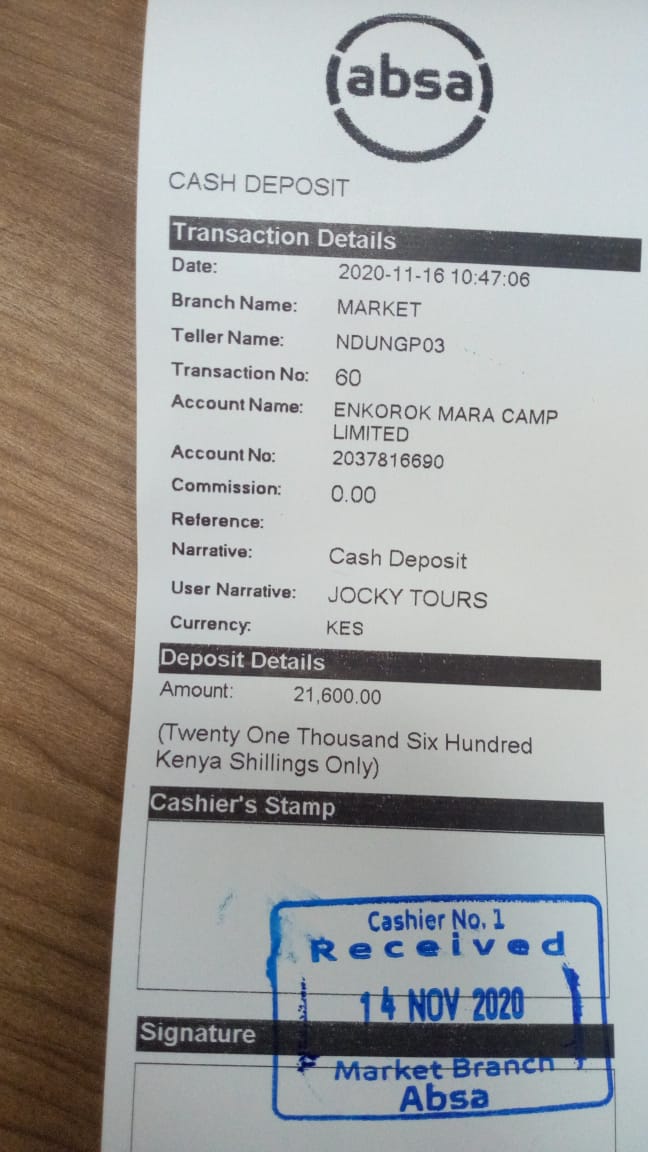 absa
CASH DEPOSIT
Transaction Details
Date: 2020-11-16 10:47:06
Branch Name: MARKET
Teller Name: NDUNGP03
Transaction No: 60
Account Name: ENKOROK MARA CAMP
LIMITED
Account No: 2037816690
Commission: 0.00
Reference:
Narrative: Cash Deposit
User Narrative: JOCKY TOURS
Currency: KES
Deposit Details
Amount: 21,600.00
(Twenty One Thousand Six Hundred
Kenya Shillings Only)
Cashier's Stamp
Cashier No. 1
Received
14 NOV 2020
Signature
Market Branch
Absa